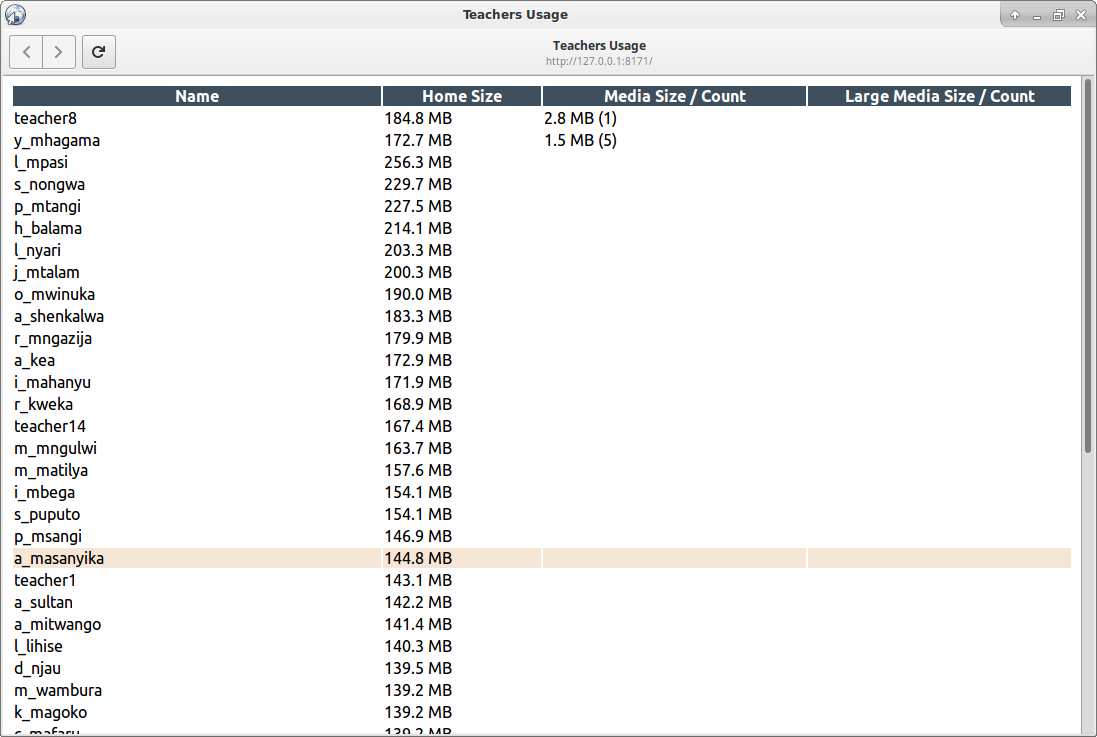 Teachers Usage
Teachers Usage
http://127.0.0.1:8171/
Name Home Size Media Size / Count Large Media Size / Count
teacher8 184.8 MB 2.8 MB (1)
y_mhagama 172.7 MB 1.5 MB (5)
l_mpasi 256.3 MB
s_nongwa 229.7 MB
p_mtangi 227.5 MB
h_balama 214.1 MB
l_nyari 203.3 MB
j_mtalam 200.3 MB
o_mwinuka 190.0 MB
a_shenkalwa 183.3 MB
r_mngazija 179.9 MB
a_kea 172.9 MB
i_mahanyu 171.9 MB
r_kweka 168.9 MB
teacher14 167.4 MB
m_mngulwi 163.7 MB
m_matilya 157.6 MB
i_mbega 154.1 MB
s_puputo 154.1 MB
p_msangi 146.9 MB
a_masanyika 144.8 MB
teacher1 143.1 MB
a_sultan 142.2 MB
a_mitwango 141.4 MB
l_lihise 140.3 MB
d_njau 139.5 MB
m_wambura 139.2 MB
k_magoko 139.2 MB
139.2 MB